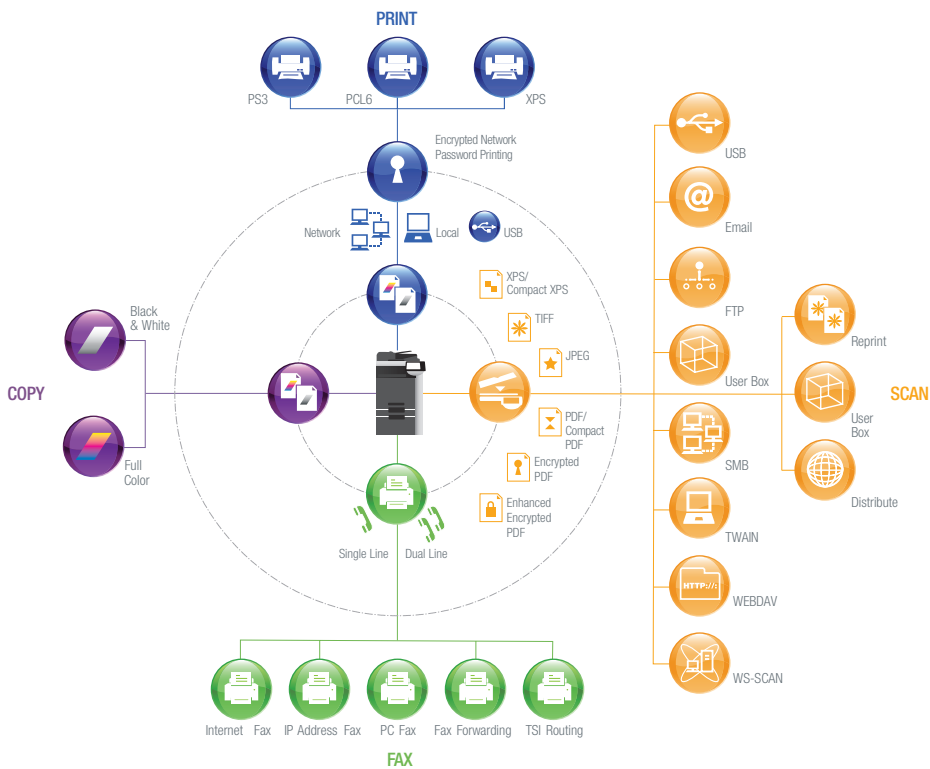 PRINT
PS3
PCL6
XPS
Encrypted Network
Password Printing
Network
Local
USB
XPS/
Compact XPS
TIFF
JPEG
PDF/
Compact
PDF
Encrypted
PDF
Enhanced
Encrypted
PDF
COPY
Black
& White
Full
Color
Single Line
Dual Line
USB
@
Email
FTP
User Box
SMB
TWAIN
HTTP://
WEBDAV
WS-SCAN
Reprint
User
Box
Distribute
SCAN
Internet Fax
IP Address Fax
PC Fax
Fax Forwarding
TSI Routing
FAX